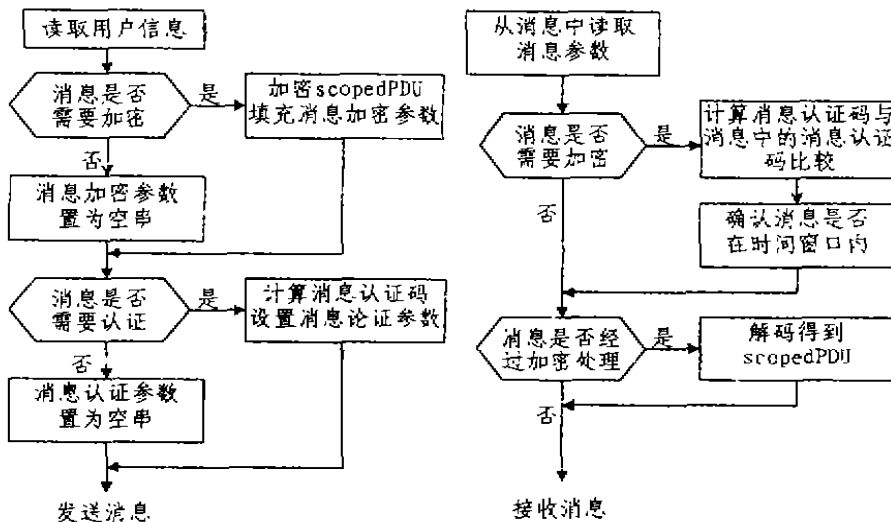 读取用户信息
消息是否
需要加密
是
加密scopedPDU
填充消息加密参数
否
消息加密参数
置为空串
消息是否
需要认证
是
计算消息认证码
设置消息论证参数
否
消息认证参数
置为空串
发送消息
从消息中读取
消息参数
消息是否
需要加密
是
计算消息认证码与
消息中的消息认证
码比较
否
确认消息是否
在时间窗口内
消息是否经
过加密处理
是
解码得到
scopedPDU
否
接收消息